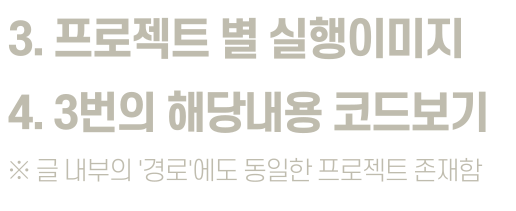 3. 프로젝트 별 실행이미지
4. 3번의 해당내용 코드보기
※ 글 내부의 '경로'에도 동일한 프로젝트 존재함